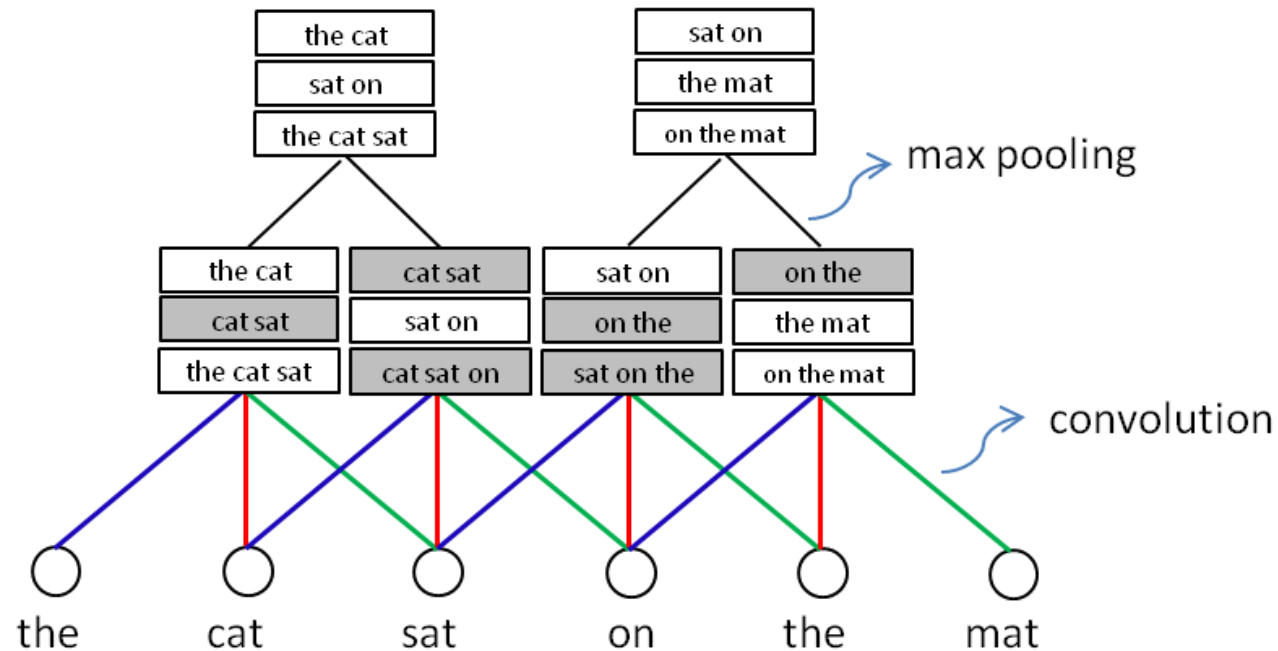 the cat
sat on
the cat sat
sat on
the mat
on the mat
max pooling
the cat
cat sat
the cat sat
cat sat
sat on
cat sat on
sat on
on the
sat on the
on the
the mat
on the mat
convolution
the cat sat on the mat